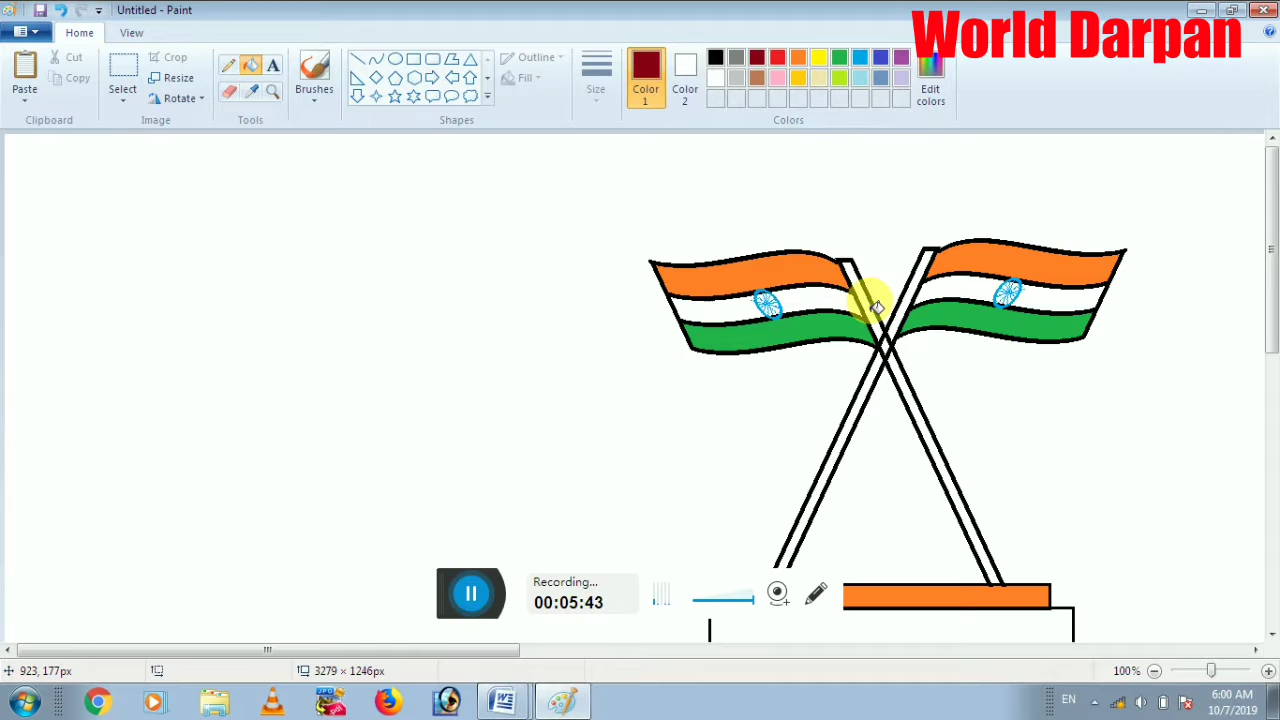 Untitled - Paint
World Darpan
Home
View
Paste
Cut
Copy
Clipboard
Select
Crop
Resize
Rotate
Image
A
Tools
Brushes
Shapes
Outline
Fill
Size
Color
1
Color
2
Edit
colors
Colors
Recording...
00:05:43
923, 177px
3279 × 1246px
100%
EN
6:00 AM
10/7/2019